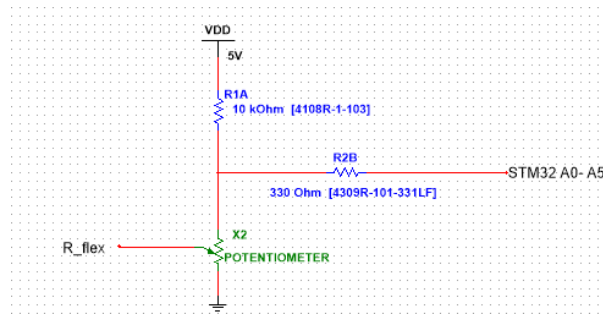 VDD
5V
R1A
10 kOhm [4108R-1-103]
R2B
STM32 A0- A5
330 Ohm [4309R-101-331LF]
X2
R_flex
POTENTIOMETER